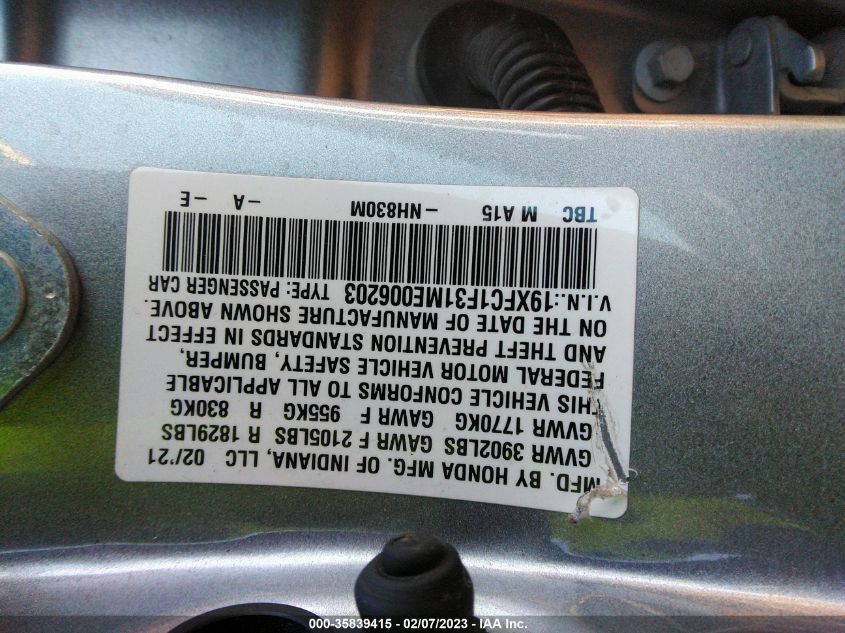 MFD. BY HONDA MFG. OF INDIANA, LLC 02/'21
GVWR 3902LBS GAWR F 2105LBS R 1829LBS
GVWR 1770KG GAWR F 955KG R 830KG
THIS VEHICLE CONFORMS TO ALL APPLICABLE
FEDERAL MOTOR VEHICLE SAFETY, BUMPER,
AND THEFT PREVENTION STANDARDS IN EFFECT
ON THE DATE OF MANUFACTURE SHOWN ABOVE.
V.I.N.:19XFC1F31ME006203 TYPE: PASSENGER CAR
TBC M A15 -NH830M -A -E
000-35839415 - 02/07/2023 - IAA Inc.